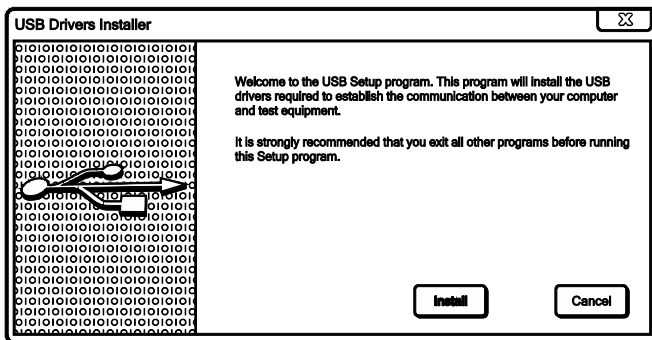 USB Drivers Installer
Welcome to the USB Setup program. This program will install the USB
drivers required to establish the communication between your computer
and test equipment.
It is strongly recommended that you exit all other programs before running
this Setup program.
Install
Cancel